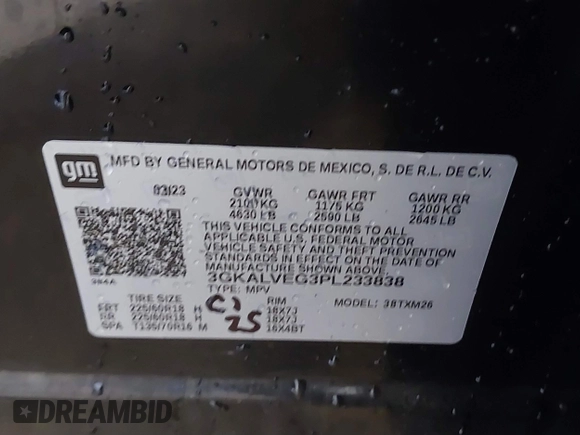 gm
MFD BY GENERAL MOTORS DE MEXICO, S. DE R.L. DE C.V.
03/23 GVWR GAWR FRT GAWR RR
2100 KG 1175 KG 1200 KG
4630 LB 2590 LB 2645 LB
THIS VEHICLE CONFORMS TO ALL
APPLICABLE U.S. FEDERAL MOTOR
VEHICLE SAFETY AND THEFT PREVENTION
STANDARDS IN EFFECT ON THE DATE OF
MANUFACTURE SHOWN ABOVE.
3GKALVEG3PL233838
TYPE: MPV MODEL: 38TXM26
TIRE SIZE RIM
FRT 225/60R18 H 18X7J
RR 225/60R18 H 18X7J
SPA T135/70R16 M 16X4BT
C1
25
DREAMBID